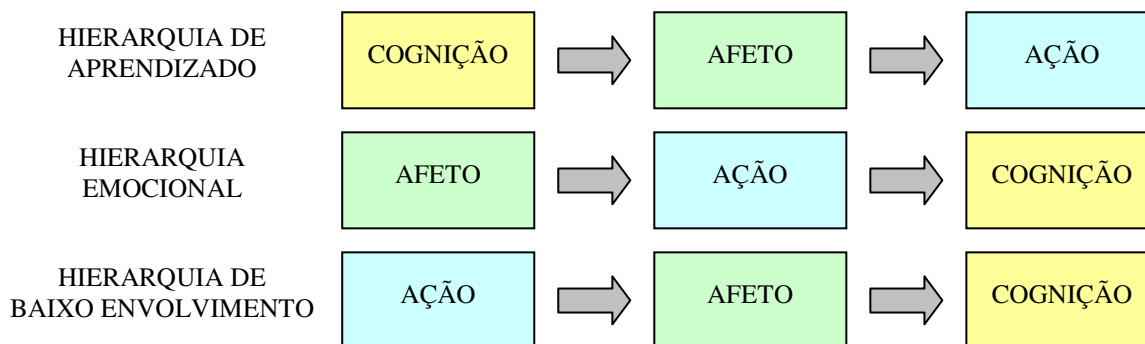 HIERARQUIA DE
APRENDIZADO
COGNIÇÃO
AFETO
AÇÃO
HIERARQUIA
EMOCIONAL
AFETO
AÇÃO
COGNIÇÃO
HIERARQUIA DE
BAIXO ENVOLVIMENTO
AÇÃO
AFETO
COGNIÇÃO